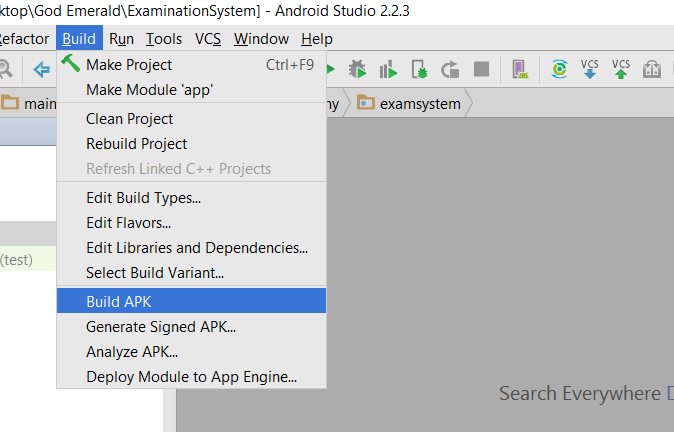 ktop\God Emerald\ExaminationSystem] - Android Studio 2.2.3
Refactor Build Run Tools VCS Window Help
VCS VCS
Make Project Ctrl+F9
Make Module 'app'
main ny examsystem
Clean Project
Rebuild Project
Refresh Linked C++ Projects
Edit Build Types...
Edit Flavors...
Edit Libraries and Dependencies...
(test)
Select Build Variant...
Build APK
Generate Signed APK...
Analyze APK...
Deploy Module to App Engine...
Search Everywhere